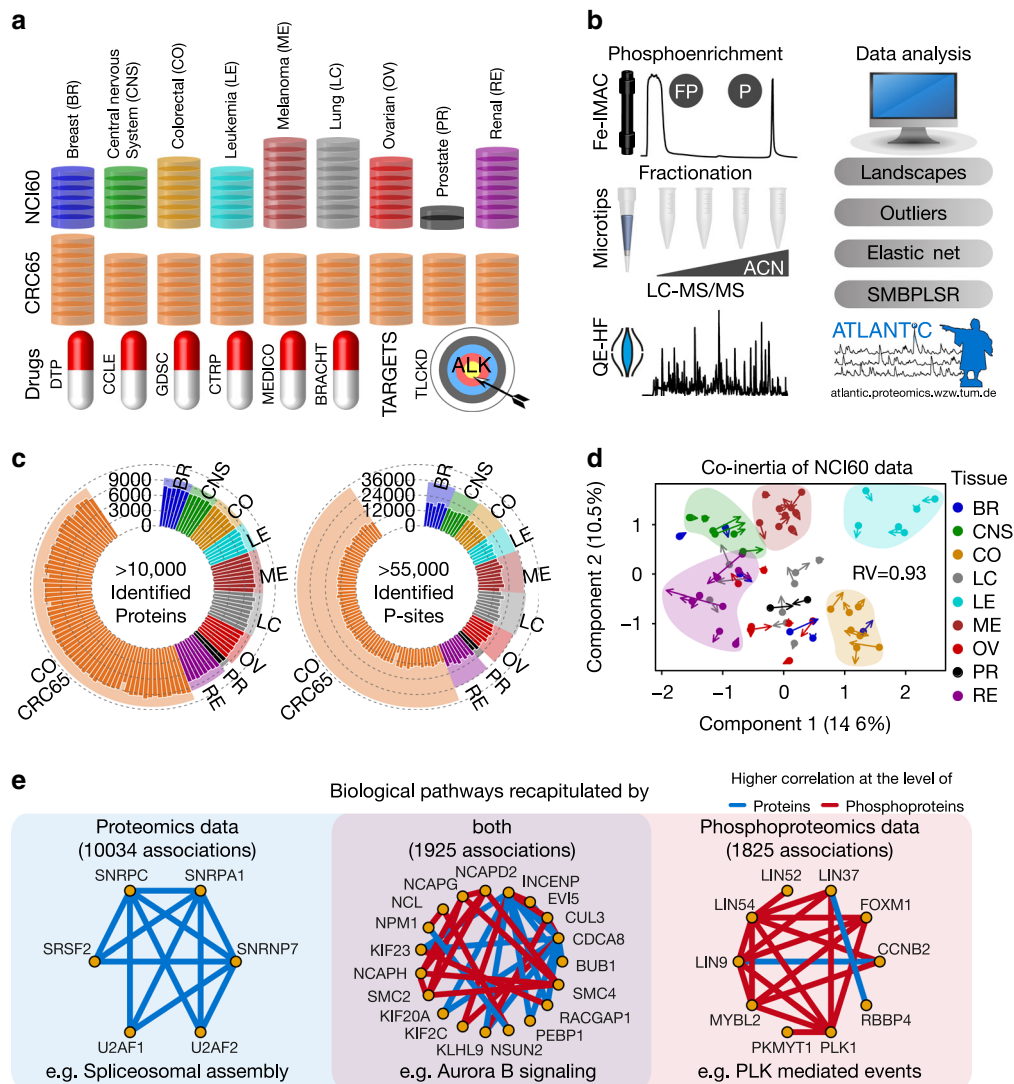 a
Breast (BR)
Central nervous
System (CNS)
Colorectal (CO)
Leukemia (LE)
Melanoma (ME)
Lung (LC)
Ovarian (OV)
Prostate (PR)
Renal (RE)
NCI60
CRC65
Drugs
DTP
CCLE
GDSC
CTRP
MEDICO
BRACHT
TARGETS
TLCKD
ALK
b
Phosphoenrichment
Fe-IMAC
FP
P
Fractionation
Microtips
ACN
LC-MS/MS
QE-HF
Data analysis
Landscapes
Outliers
Elastic net
SMBPLSR
ATLANTiC
atlantic.proteomics.wzw.tum.de
c
9000
6000
3000
0
BR
CNS
CO
LE
ME
LC
OV
PR
RE
CO
CRC65
>10,000
Identified
Proteins
36000
24000
12000
0
BR
CNS
CO
LE
ME
LC
OV
PR
RE
CO
CRC65
>55,000
Identified
P-sites
d
Co-inertia of NCI60 data
Component 2 (10.5%)
1
0
−1
RV=0.93
−2
−1
0
1
2
Component 1 (14 6%)
Tissue
BR
CNS
CO
LC
LE
ME
OV
PR
RE
e
Biological pathways recapitulated by
Higher correlation at the level of
Proteins
Phosphoproteins
Proteomics data
(10034 associations)
SNRPC
SNRPA1
SRSF2
SNRNP7
U2AF1
U2AF2
e.g. Spliceosomal assembly
both
(1925 associations)
NCAPD2
NCAPG
INCENP
NCL
EVI5
NPM1
CUL3
KIF23
CDCA8
NCAPH
BUB1
SMC2
SMC4
KIF20A
RACGAP1
KIF2C
PEBP1
KLHL9
NSUN2
e.g. Aurora B signaling
Phosphoproteomics data
(1825 associations)
LIN52
LIN37
LIN54
FOXM1
LIN9
CCNB2
MYBL2
RBBP4
PKMYT1
PLK1
e.g. PLK mediated events